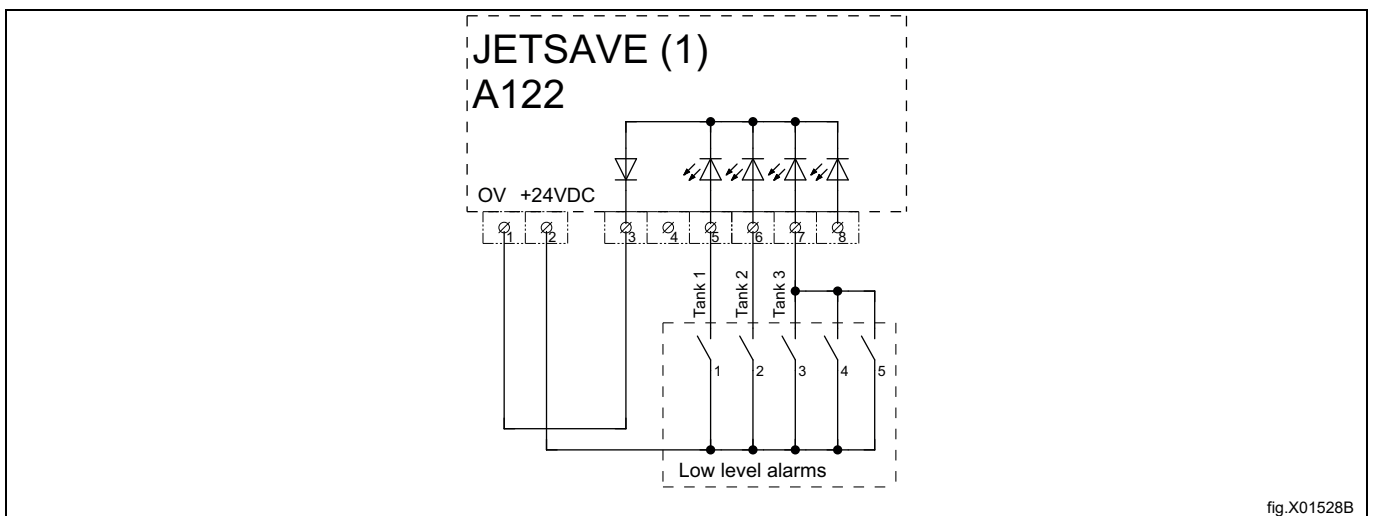 JETSAVE (1)
A122
OV +24VDC
1 2 3 4 5 6 7 8
Tank 1
Tank 2
Tank 3
1 2 3 4 5
Low level alarms
fig.X01528B